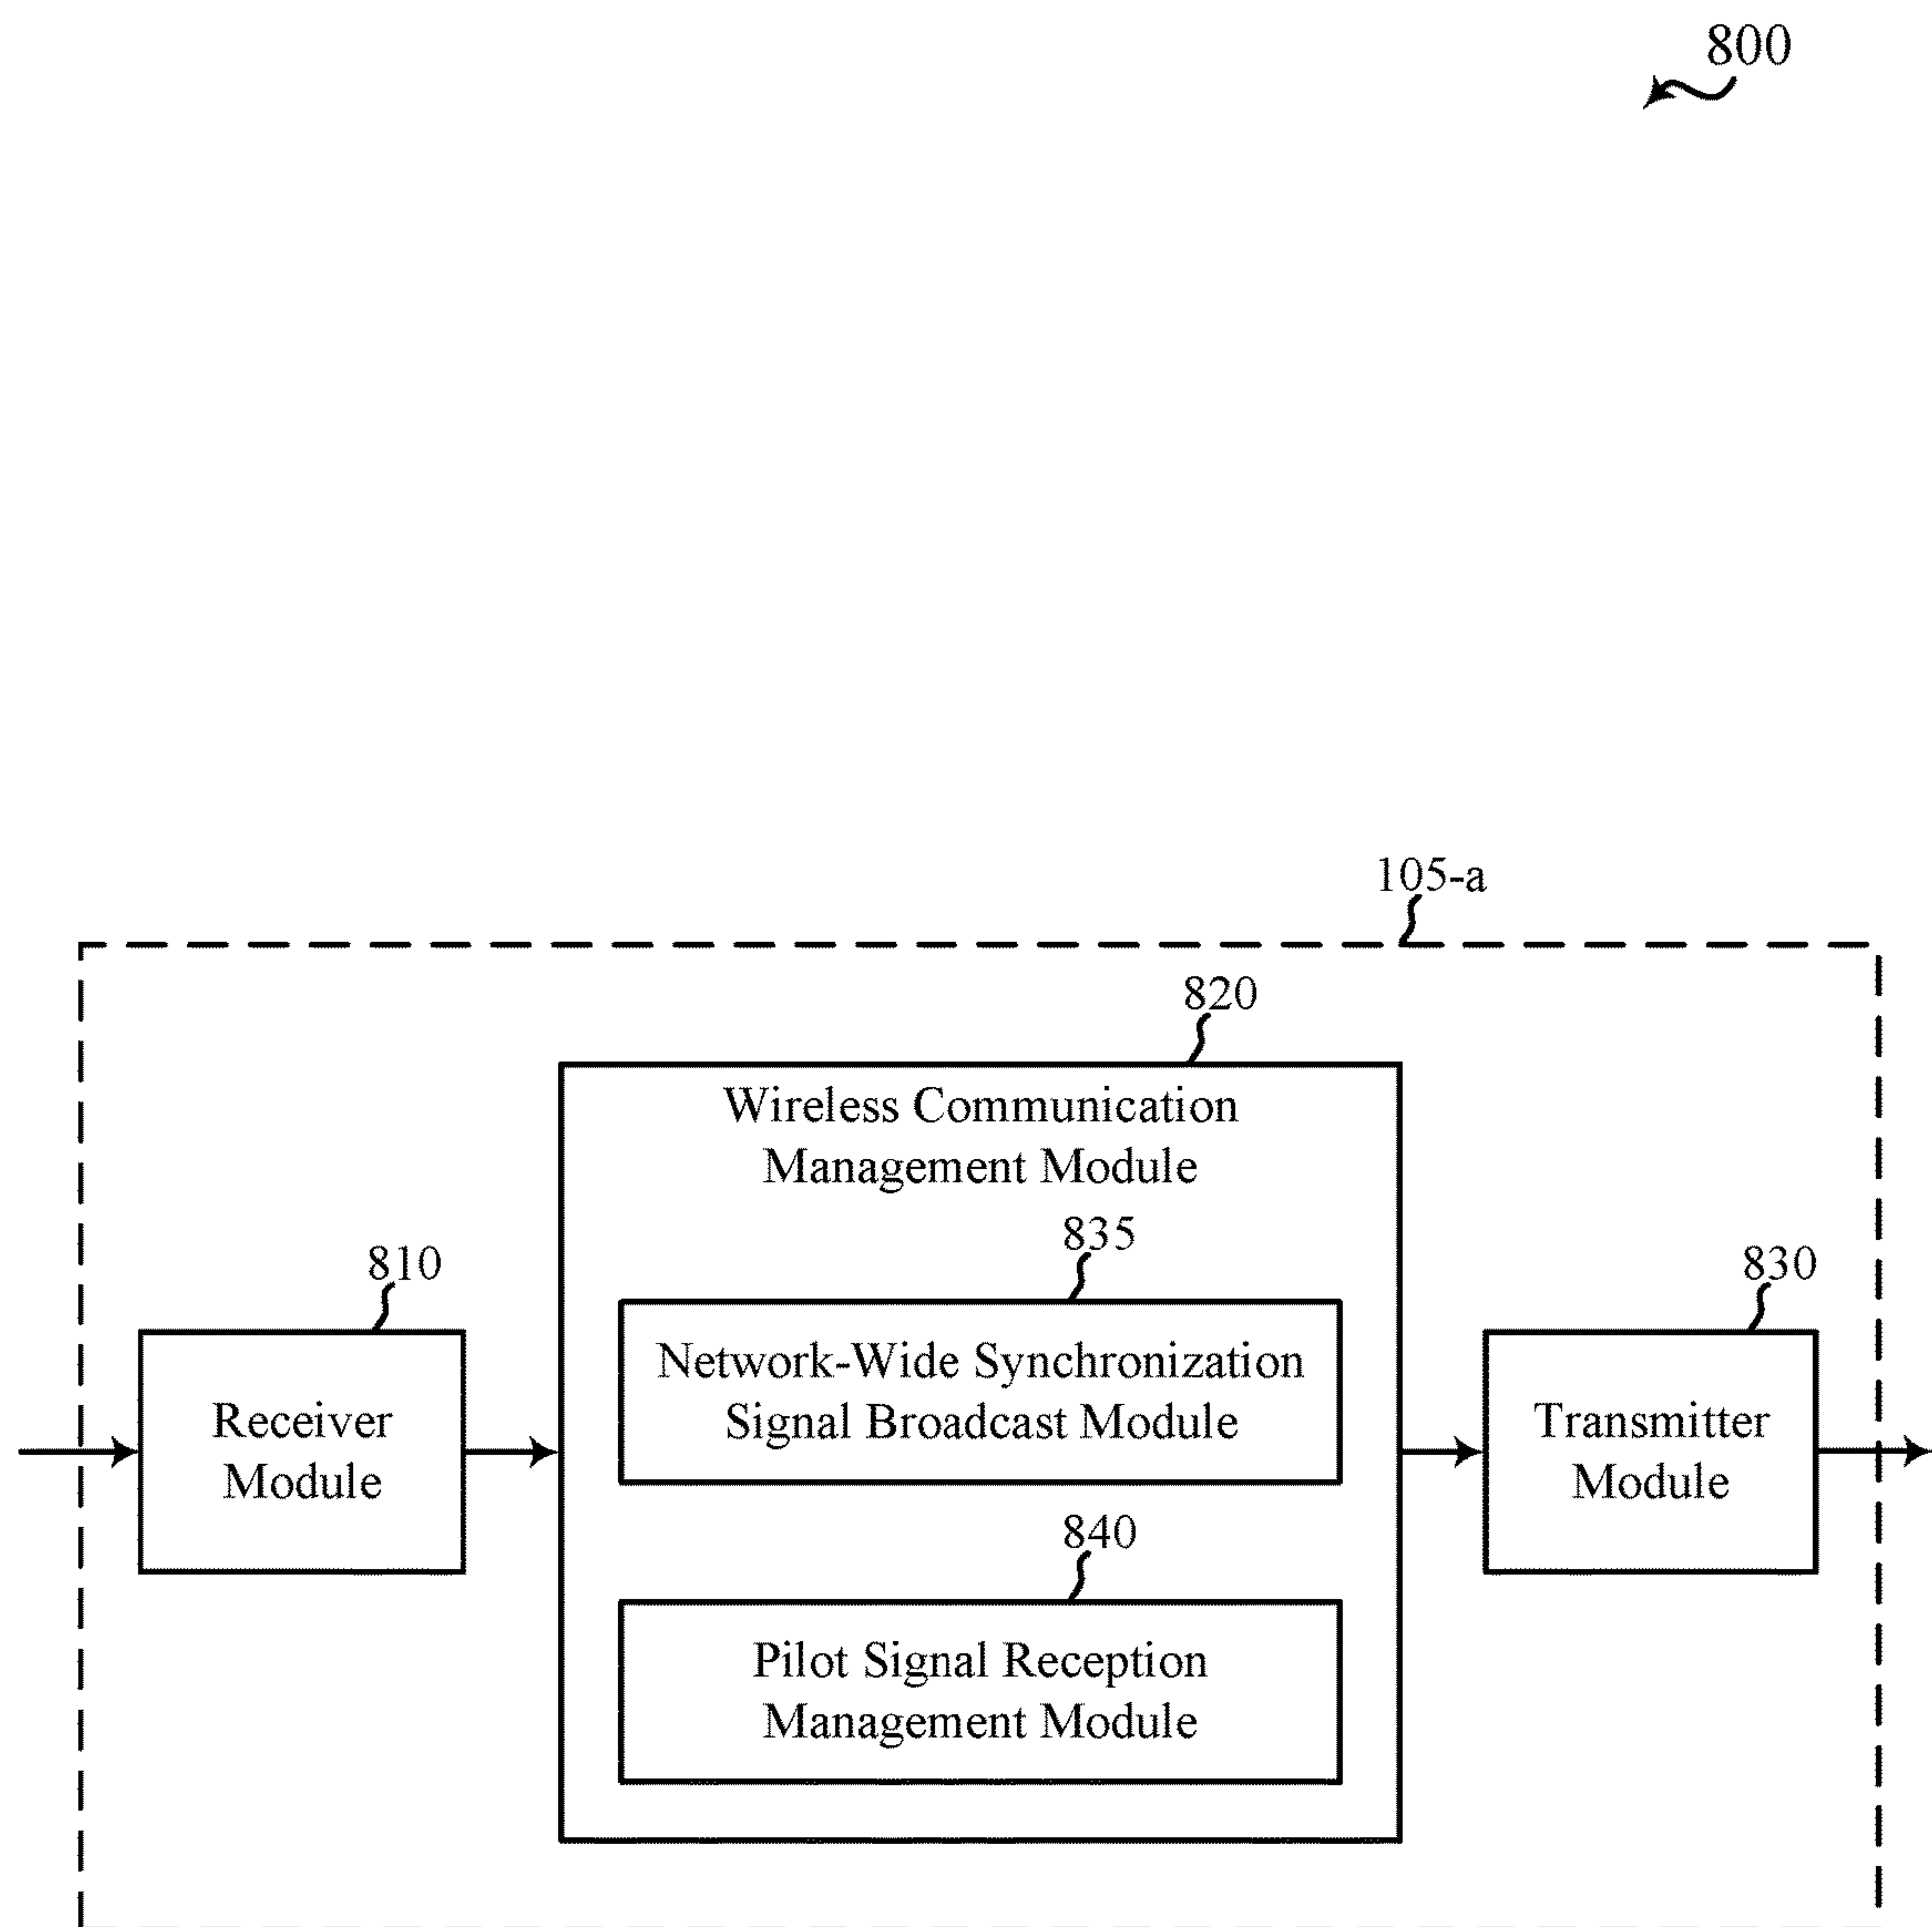 800
105-a
820
Wireless Communication
Management Module
835
810
830
Network-Wide Synchronization
Signal Broadcast Module
Receiver
Module
Transmitter
Module
840
Pilot Signal Reception
Management Module